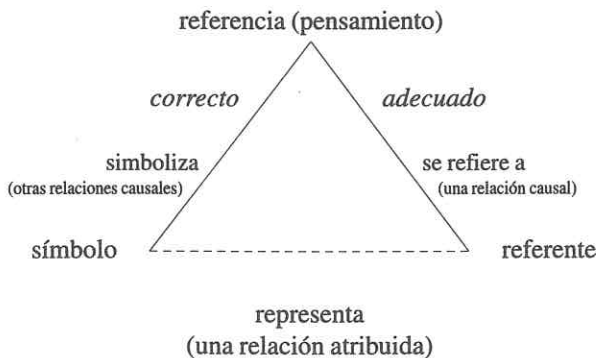 referencia (pensamiento)
correcto
adecuado
simboliza
(otras relaciones causales)
se refiere a
(una relación causal)
símbolo
referente
representa
(una relación atribuida)